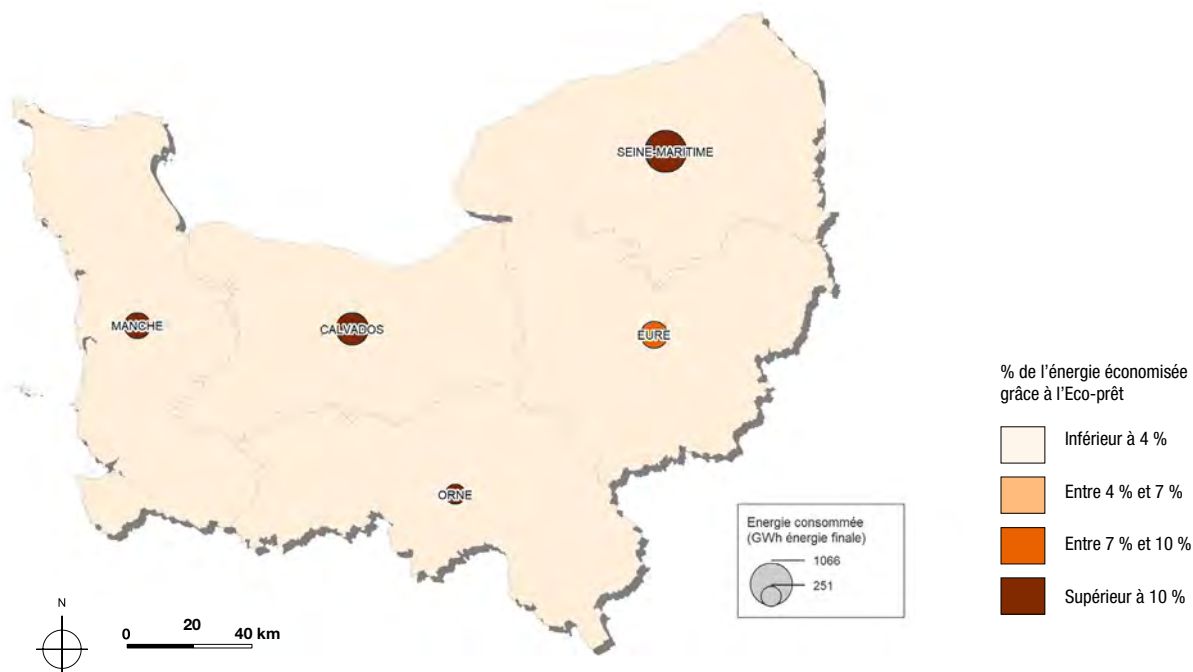 SEINE-MARITIME
MANCHE
CALVADOS
EURE
ORNE
% de l'énergie économisée
grâce à l'Eco-prêt
Inférieur à 4 %
Entre 4 % et 7 %
Entre 7 % et 10 %
Supérieur à 10 %
Energie consommée
(GWh énergie finale)
1066
251
N
0 20 40 km